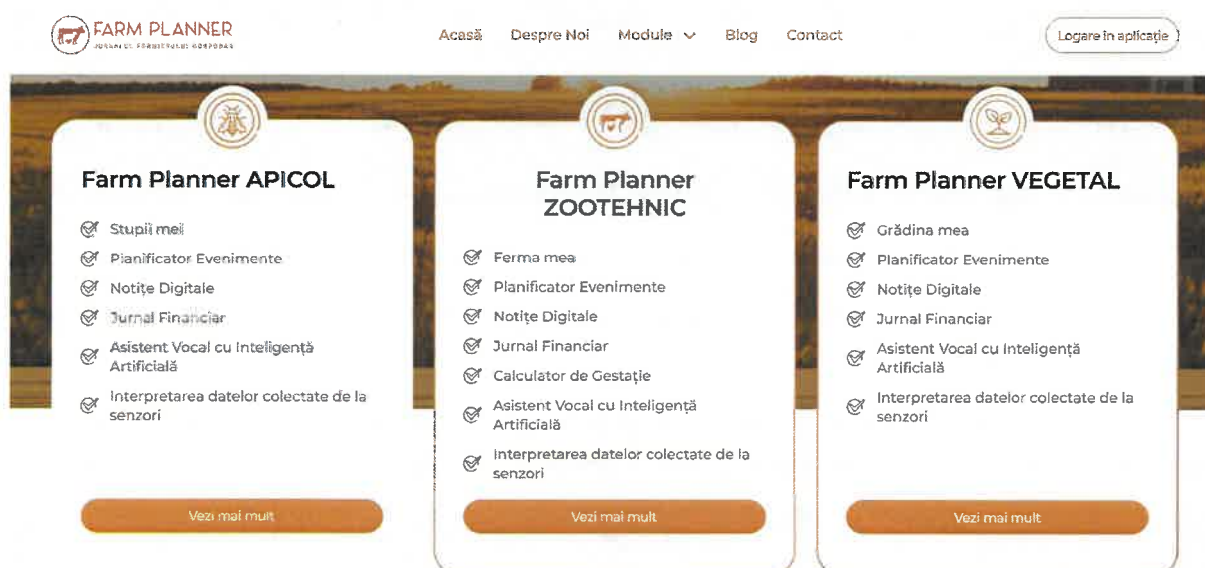 FARM PLANNER
JURNALUL FERMIERULUI GOSPODAR
Acasă Despre Noi Module Blog Contact
Logare în aplicație
Farm Planner APICOL
Stupii mei
Planificator Evenimente
Notițe Digitale
Jurnal Financiar
Asistent Vocal cu Inteligență
Artificială
Interpretarea datelor colectate de la
senzori
Vezi mai mult
Farm Planner
ZOOTEHNIC
Ferma mea
Planificator Evenimente
Notițe Digitale
Jurnal Financiar
Calculator de Gestație
Asistent Vocal cu Inteligență
Artificială
Interpretarea datelor colectate de la
senzori
Vezi mai mult
Farm Planner VEGETAL
Grădina mea
Planificator Evenimente
Notițe Digitale
Jurnal Financiar
Asistent Vocal cu Inteligență
Artificială
Interpretarea datelor colectate de la
senzori
Vezi mai mult